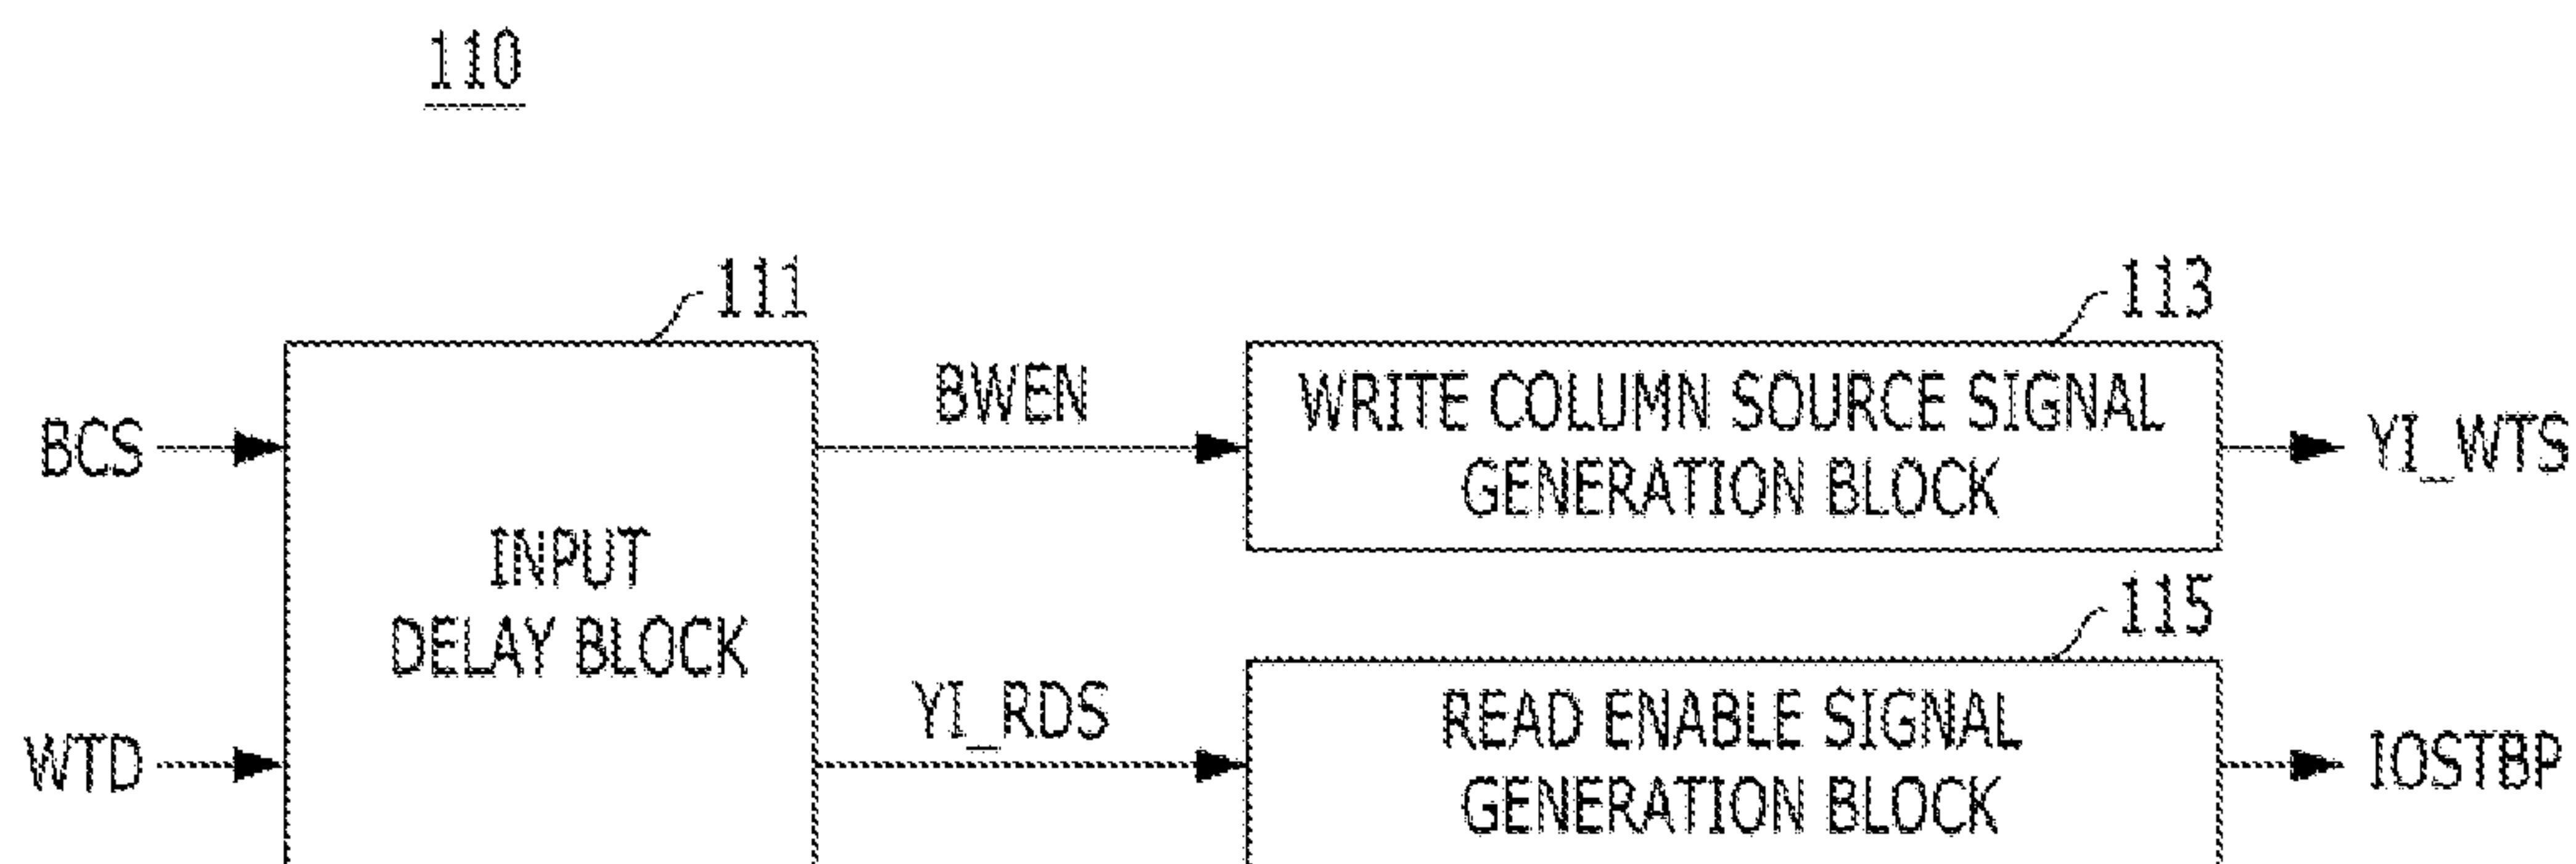 110
111
113
BCS
BWEN
WRITE COLUMN SOURCE SIGNAL
GENERATION BLOCK
YI_WTS
INPUT
DELAY BLOCK
115
WTD
YI_RDS
READ ENABLE SIGNAL
GENERATION BLOCK
IOSTBP